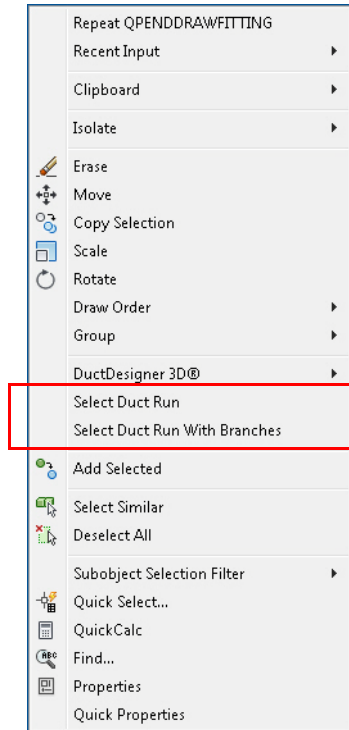 Repeat QPENDDRAWFITTING
Recent Input
Clipboard
Isolate
Erase
Move
Copy Selection
Scale
Rotate
Draw Order
Group
DuctDesigner 3D®
Select Duct Run
Select Duct Run With Branches
Add Selected
Select Similar
Deselect All
Subobject Selection Filter
Quick Select...
QuickCalc
ABC Find...
Properties
Quick Properties